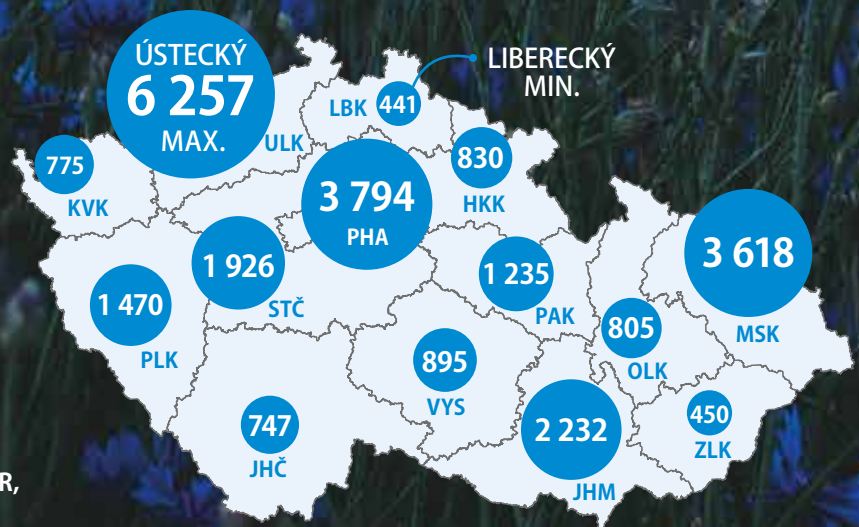 ÚSTECKÝ
6 257
MAX.
ULK
LIBERECKÝ
MIN.
LBK 441
775
KVK
830
HKK
3 794
PHA
1 926
STČ
1 470
PLK
1 235
PAK
3 618
MSK
805
OLK
895
VYS
747
JHČ
2 232
JHM
450
ZLK
R,